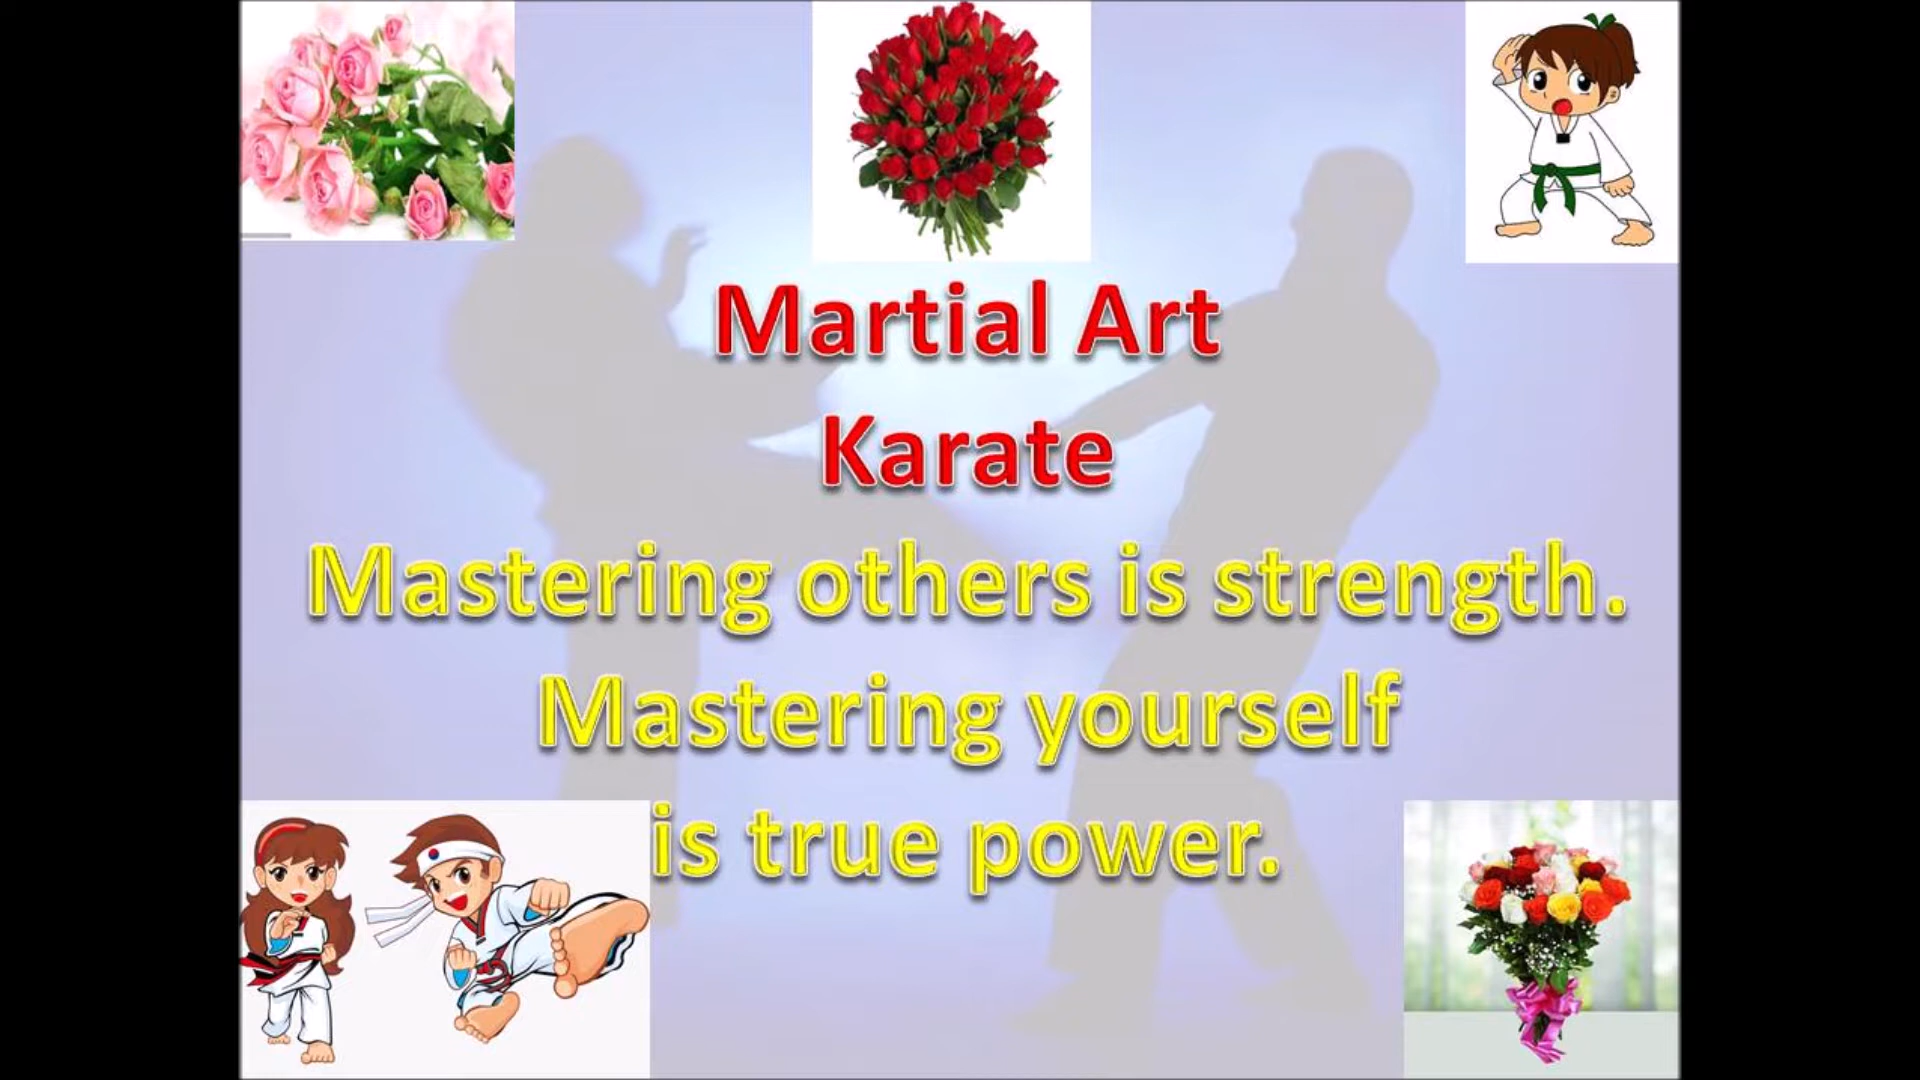 Martial Art
Karate
Mastering others is strength.
Mastering yourself
is true power.